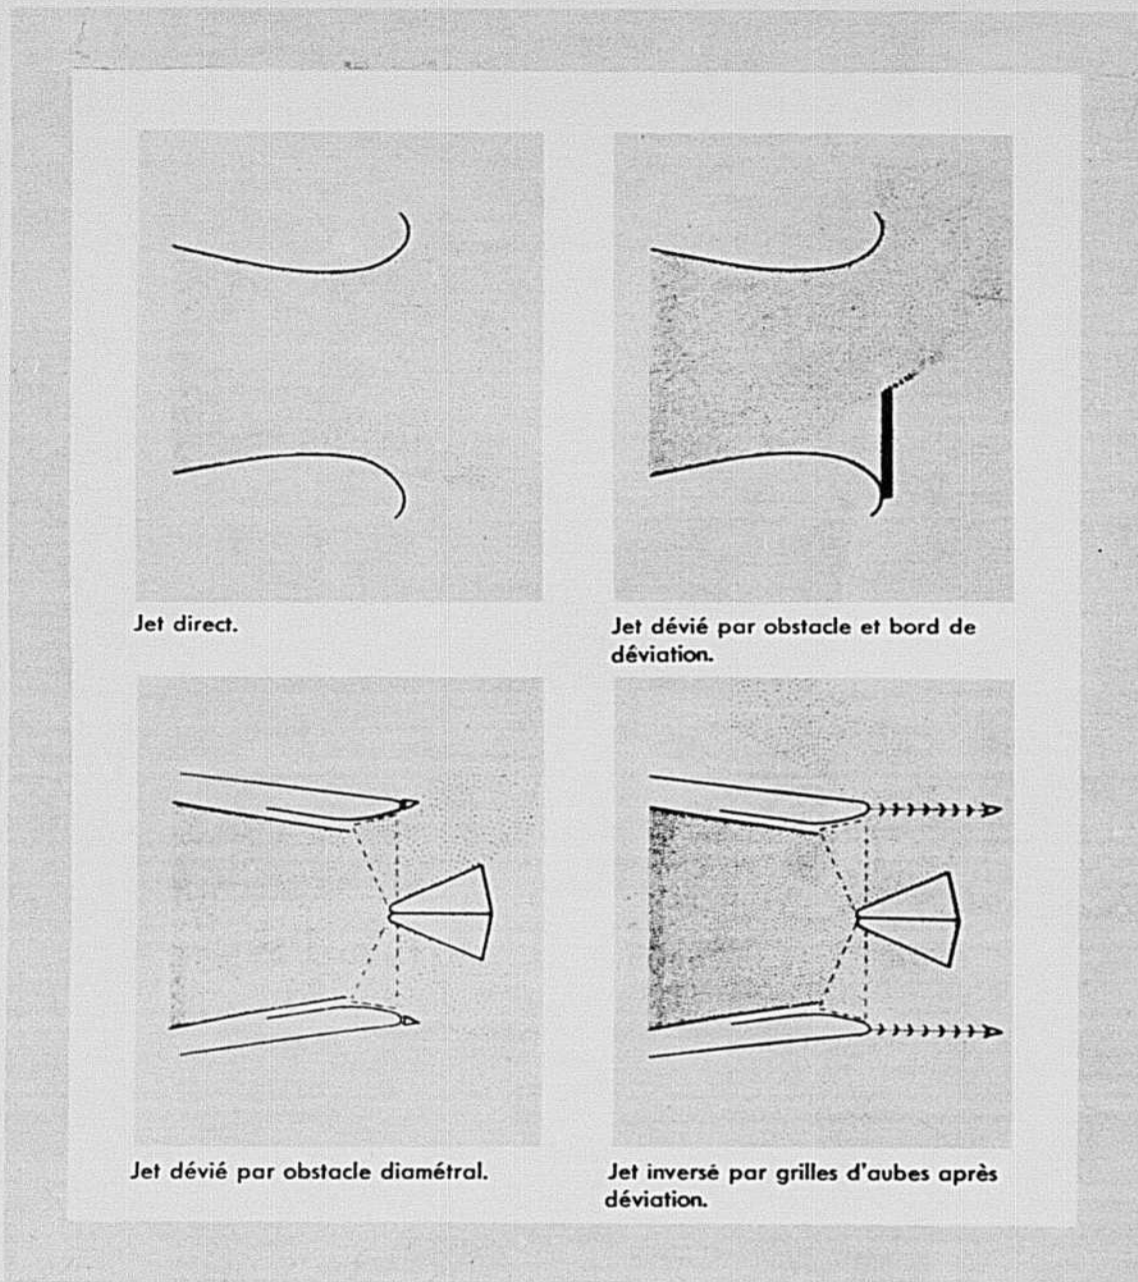 Jet direct.
Jet dévié par obstacle et bord de
déviation.
Jet dévié par obstacle diamétral.
Jet inversé par grilles d'aubes après
déviation.